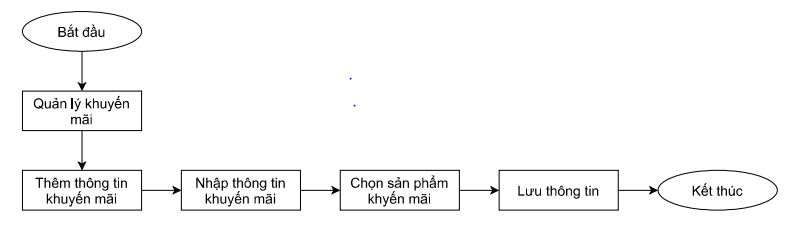 Bắt đầu
Quản lý khuyến
mãi
Thêm thông tin
khuyến mãi
Nhập thông tin
khuyến mãi
Chọn sản phẩm
khyến mãi
Lưu thông tin
Kết thúc